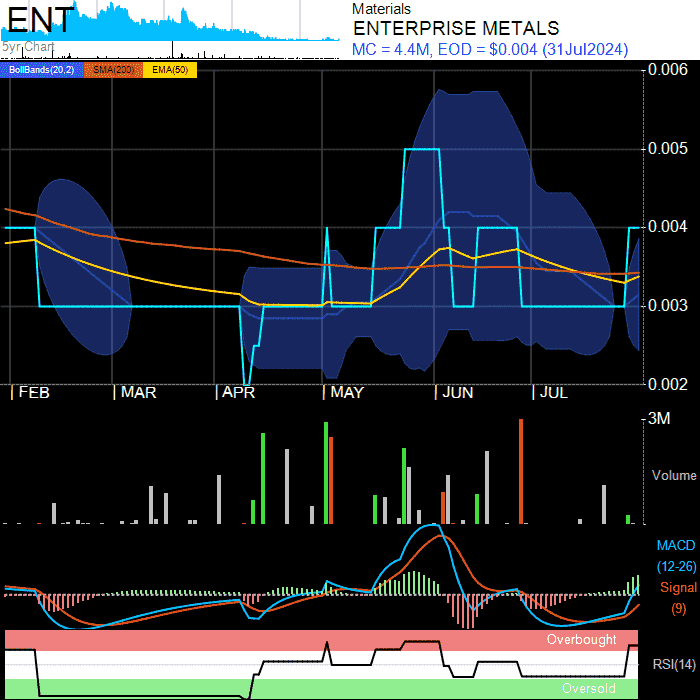 ENT
5yr Chart
Materials
ENTERPRISE METALS
MC = 4.4M, EOD = $0.004 (31Jul2024)
BollBands(20,2) SMA(200) EMA(50)
0.006
0.005
0.004
0.003
0.002
FEB MAR APR MAY JUN JUL
3M
Volume
MACD
(12-26)
Signal
(9)
Overbought
RSI(14)
Oversold